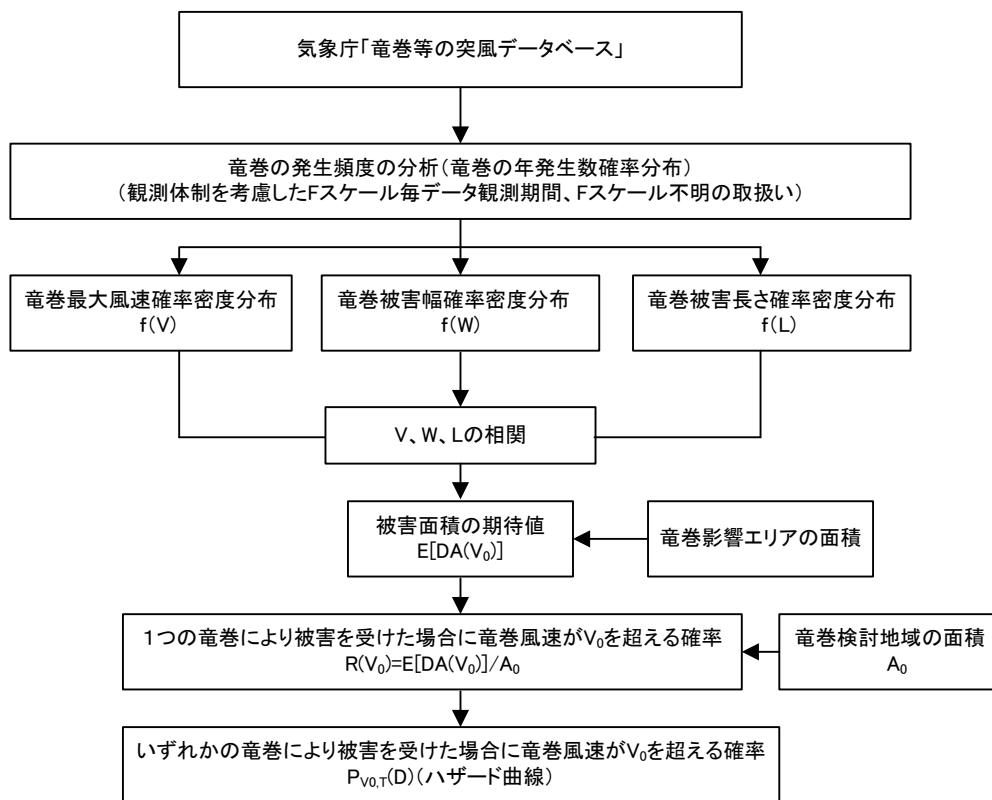 気象庁「竜巻等の突風データベース」
竜巻の発生頻度の分析(竜巻の年発生数確率分布)
(観測体制を考慮したFスケール毎データ観測期間、Fスケール不明の取扱い)
竜巻最大風速確率密度分布
f(V)
竜巻被害幅確率密度分布
f(W)
竜巻被害長さ確率密度分布
f(L)
V、W、Lの相関
被害面積の期待値
E[DA(V₀)]
竜巻影響エリアの面積
1つの竜巻により被害を受けた場合に竜巻風速がV₀を超える確率
R(V₀)=E[DA(V₀)]/A₀
竜巻検討地域の面積
A₀
いずれかの竜巻により被害を受けた場合に竜巻風速がV₀を超える確率
P_{V0,T}(D)(ハザード曲線)